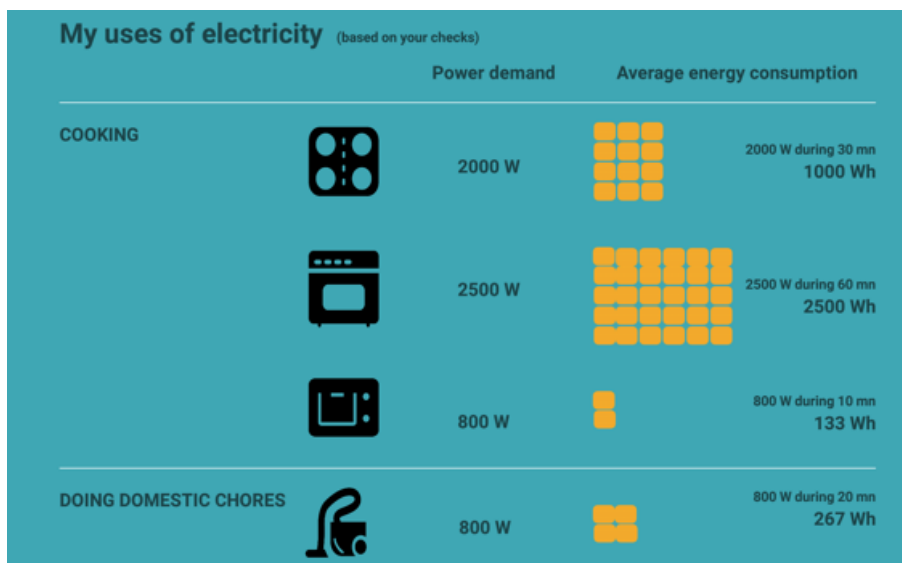 My uses of electricity (based on your checks)
Power demand Average energy consumption
COOKING
2000 W
2000 W during 30 mn
1000 Wh
2500 W
2500 W during 60 mn
2500 Wh
800 W
800 W during 10 mn
133 Wh
DOING DOMESTIC CHORES
800 W
800 W during 20 mn
267 Wh